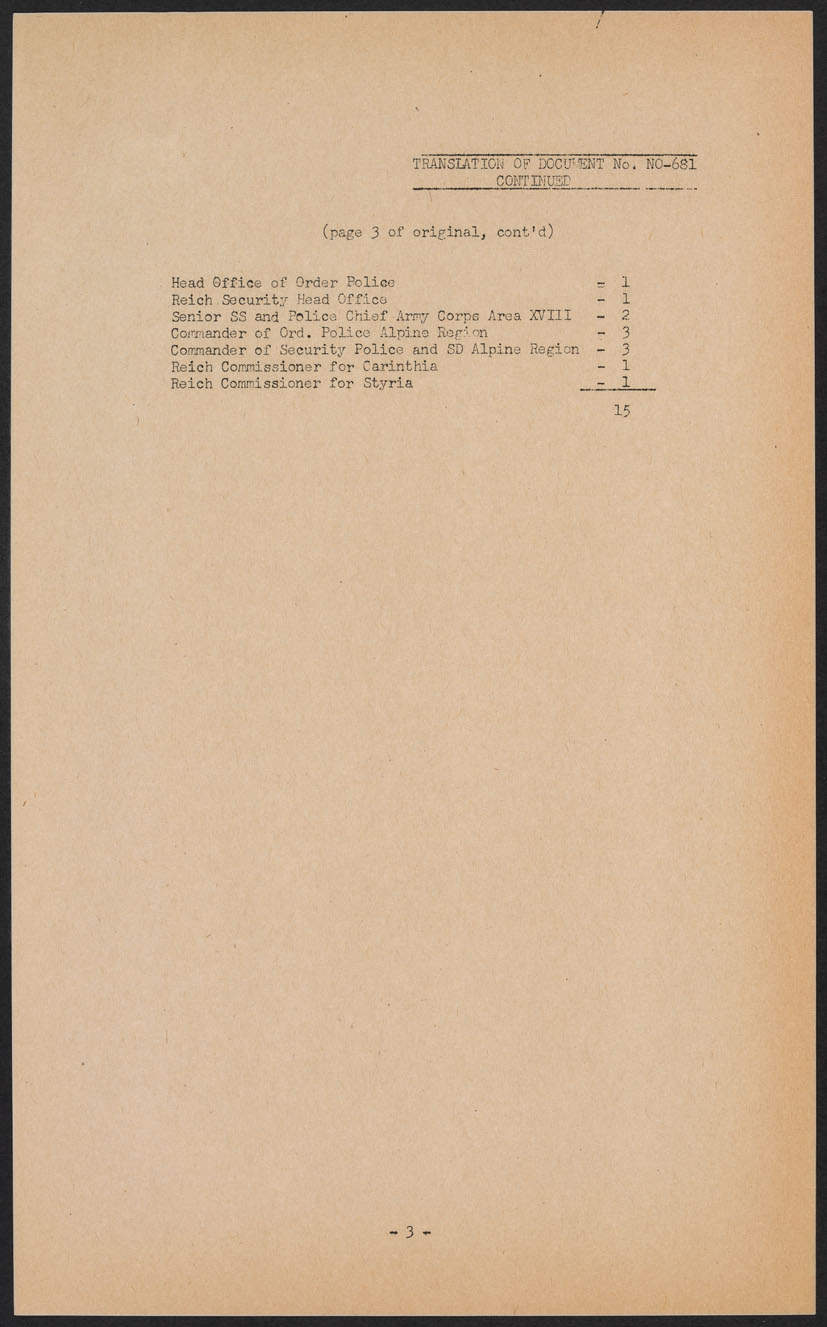 TRANSLATION OF DOCUMENT No. NO-681
CONTINUED
(page 3 of original, cont'd)
Head Office of Order Police = 1
Reich Security Head Office - 1
Senior SS and Police Chief Army Corps Area XVIII - 2
Commander of Ord. Police Alpine Region - 3
Commander of Security Police and SD Alpine Region - 3
Reich Commissioner for Carinthia - 1
Reich Commissioner for Styria - 1
15
- 3 -